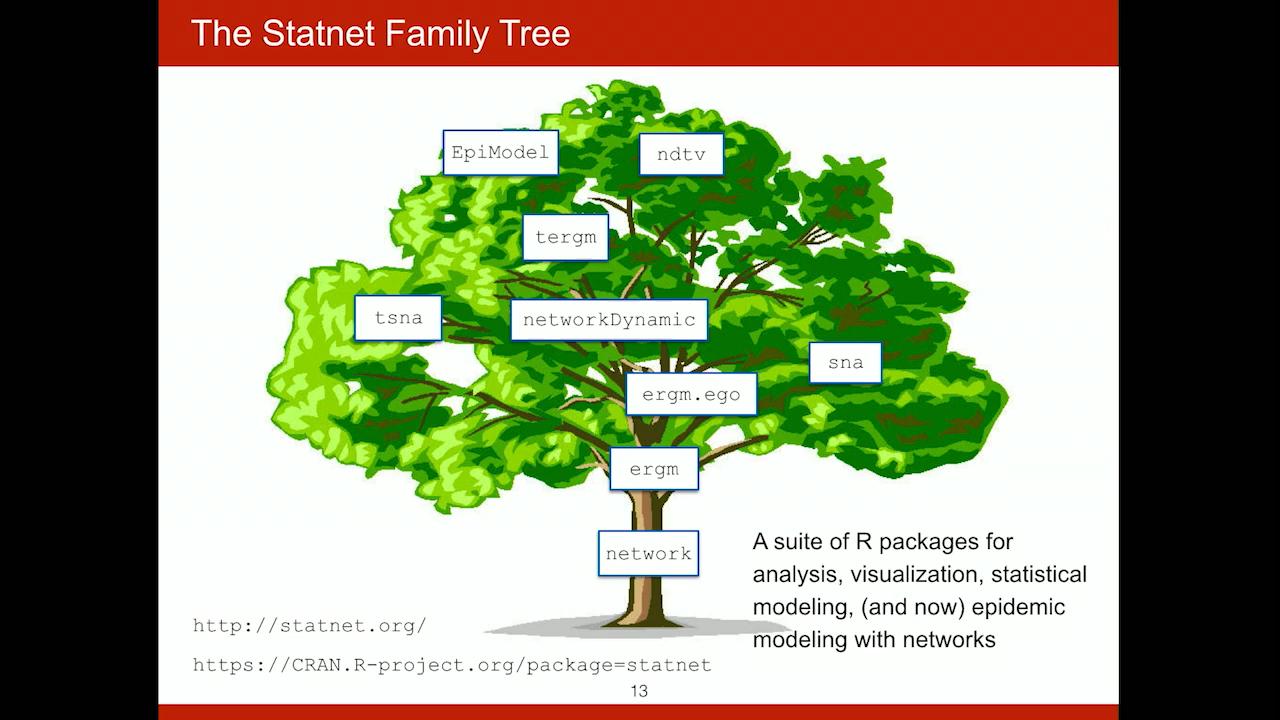 The Statnet Family Tree
EpiModel
ndtv
tergm
tsna
networkDynamic
sna
ergm.ego
ergm
network
A suite of R packages for
analysis, visualization, statistical
modeling, (and now) epidemic
modeling with networks
http://statnet.org/
https://CRAN.R-project.org/package=statnet
13